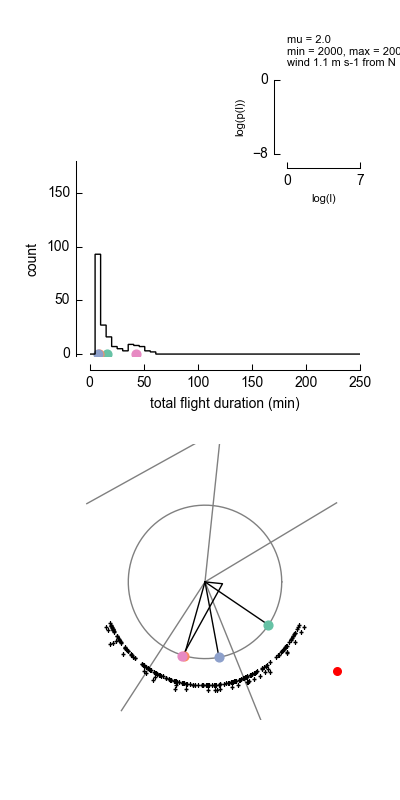 mu = 2.0
min = 2000, max = 200
wind 1.1 m s-1 from N
0
log(p(l))
−8
0 7
log(l)
150
100
50
0
count
0 50 100 150 200 250
total flight duration (min)